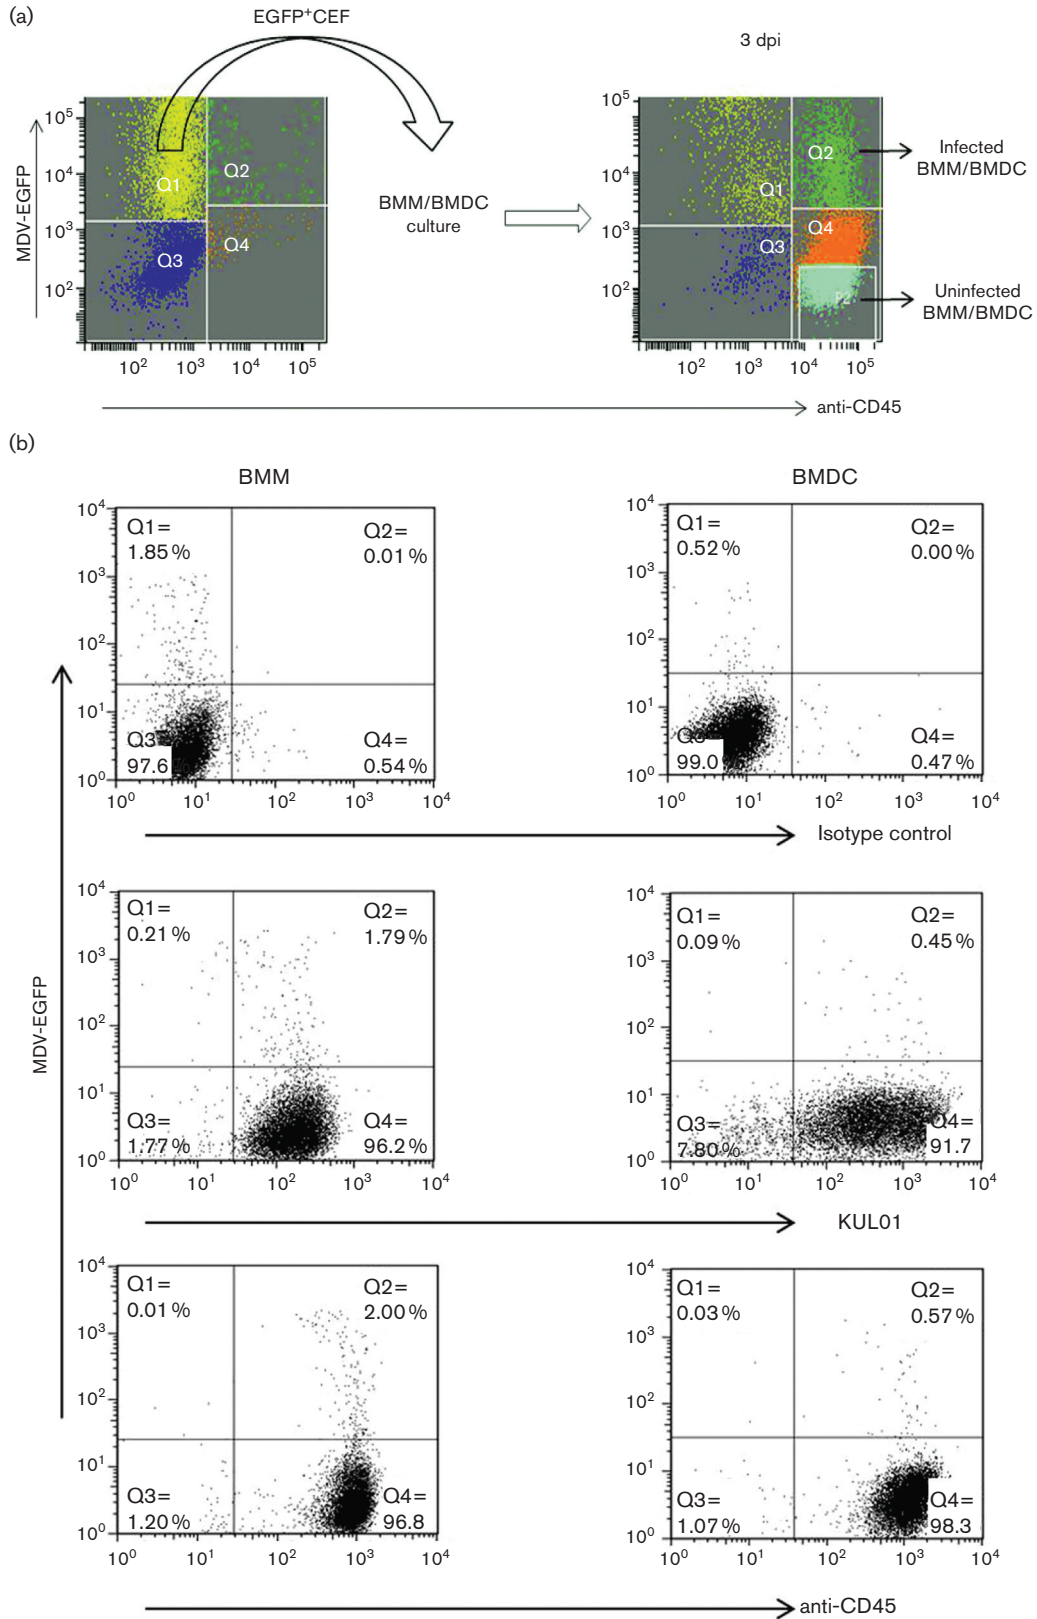 (a)
EGFP⁺CEF
3 dpi
MDV-EGFP
10⁵
10⁴
10³
10²
Q1
Q2
Q3
Q4
10² 10³ 10⁴ 10⁵
BMM/BMDC
culture
10⁵
10⁴
10³
10²
Q1
Q2
Q3
Q4
P2
10² 10³ 10⁴ 10⁵
Infected
BMM/BMDC
Uninfected
BMM/BMDC
anti-CD45
(b)
MDV-EGFP
BMM
BMDC
10⁴
10³
10²
10¹
10⁰
Q1=
1.85 %
Q2=
0.01 %
Q3
97.6
Q4=
0.54 %
10⁰ 10¹ 10² 10³ 10⁴
10⁴
10³
10²
10¹
10⁰
Q1=
0.52 %
Q2=
0.00 %
99.0
Q4=
0.47 %
10⁰ 10¹ 10² 10³ 10⁴
Isotype control
10⁴
10³
10²
10¹
10⁰
Q1=
0.21 %
Q2=
1.79 %
Q3=
1.77 %
Q4=
96.2 %
10⁰ 10¹ 10² 10³ 10⁴
10⁴
10³
10²
10¹
10⁰
Q1=
0.09 %
Q2=
0.45 %
Q3=
7.80 %
Q4=
91.7
10⁰ 10¹ 10² 10³ 10⁴
KUL01
10⁴
10³
10²
10¹
10⁰
Q1=
0.01 %
Q2=
2.00 %
Q3=
1.20 %
Q4=
96.8
10⁰ 10¹ 10² 10³ 10⁴
10⁴
10³
10²
10¹
10⁰
Q1=
0.03 %
Q2=
0.57 %
Q3=
1.07 %
Q4=
98.3
10⁰ 10¹ 10² 10³ 10⁴
anti-CD45